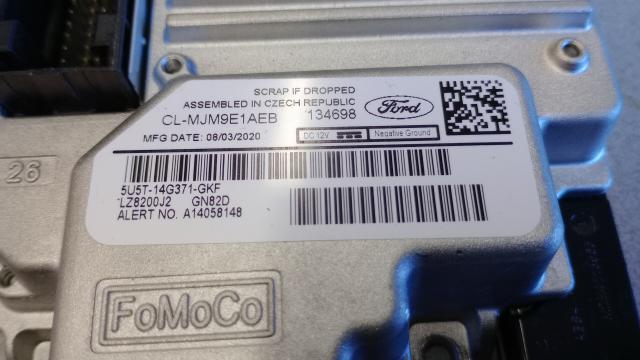 SCRAP IF DROPPED
ASSEMBLED IN CZECH REPUBLIC
CL-MJM9E1AEB 134698
Ford
MFG DATE: 08/03/2020
DC 12V Negative Ground
5U5T-14G371-GKF
LZ8200J2 GN82D
ALERT NO. A14058148
26
FoMoCo